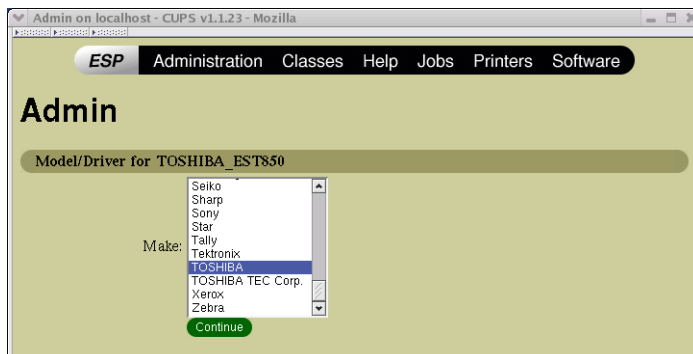 Admin on localhost - CUPS v1.1.23 - Mozilla
ESP Administration Classes Help Jobs Printers Software
Admin
Model/Driver for TOSHIBA_EST850
Make:
Seiko
Sharp
Sony
Star
Tally
Tektronix
TOSHIBA
TOSHIBA TEC Corp.
Xerox
Zebra
Continue